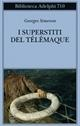 Biblioteca Adelphi 710
Georges Simenon
I SUPERSTITI
DEL TÉLÉMAQUE